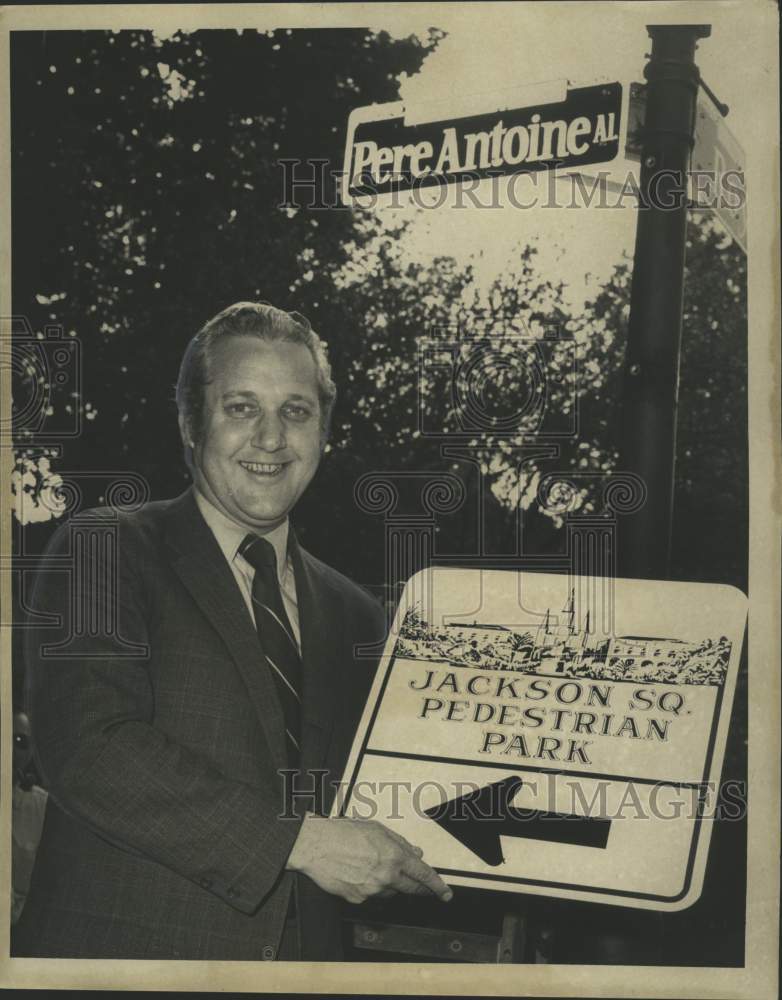 Pere Antoine AL.
HISTORIC IMAGES
JACKSON SQ.
PEDESTRIAN
PARK
HISTORIC IMAGES